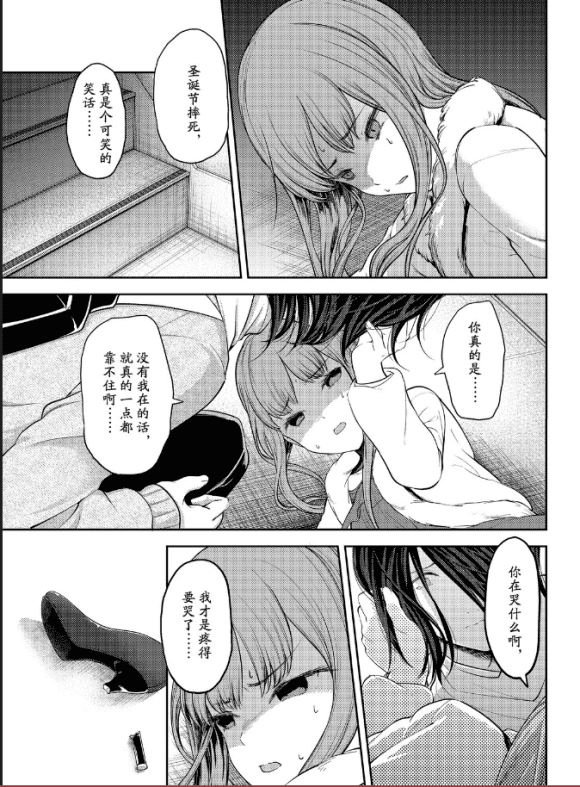 圣诞节摔死，
真是个可笑的
笑话……
你真的是……
没有我在的话，
就真的一点都
靠不住啊……
你在哭什么啊，
我才是疼得
要哭了……